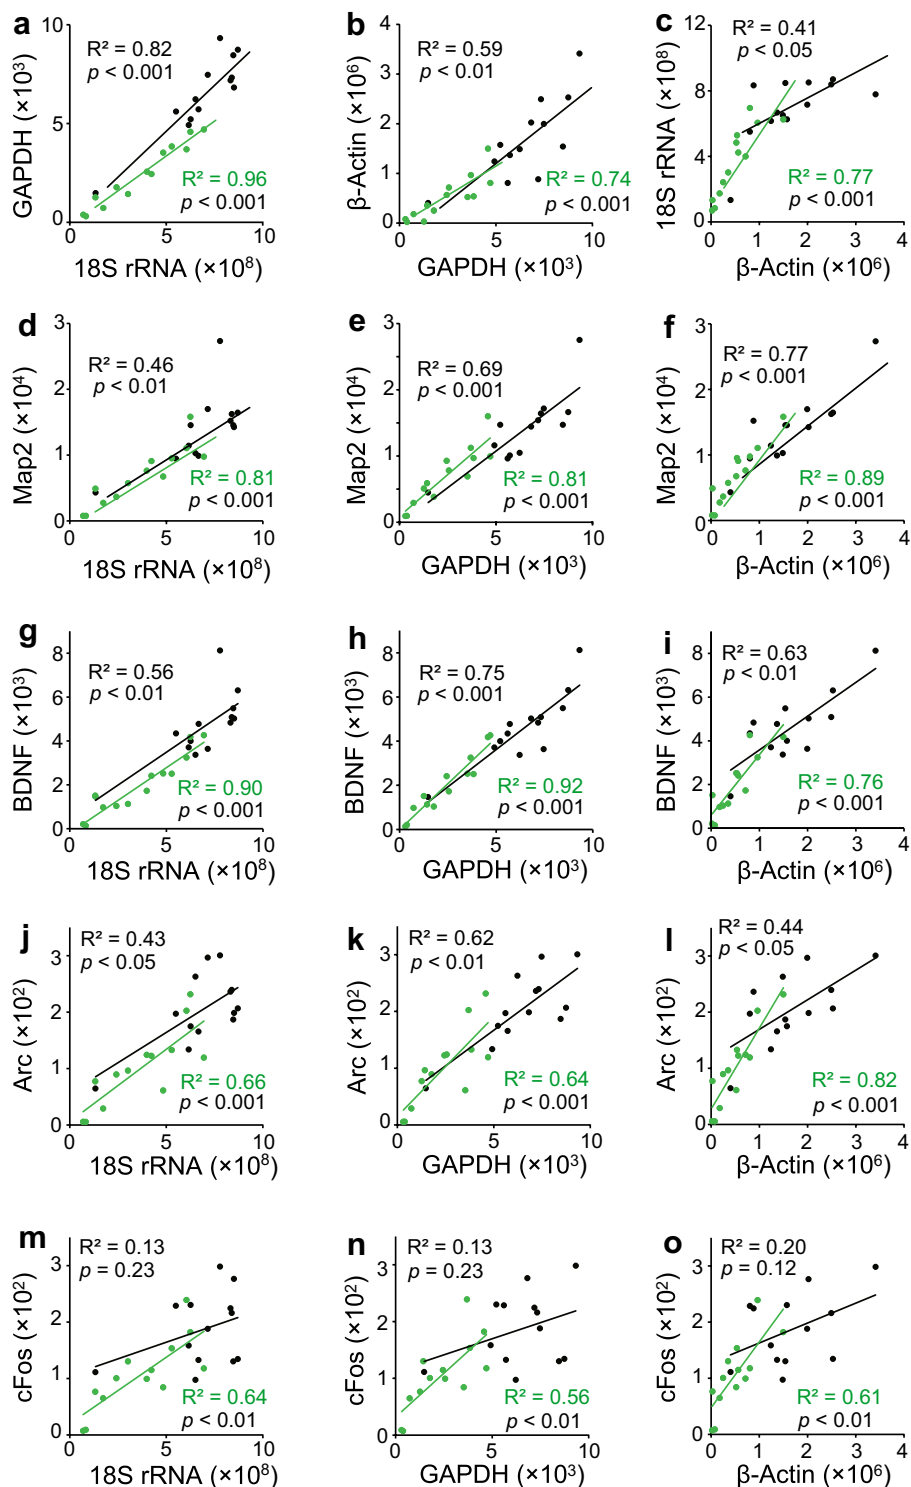 a
R² = 0.82
p < 0.001
R² = 0.96
p < 0.001
GAPDH (×10³)
10
5
0
0 5 10
18S rRNA (×10⁸)
b
R² = 0.59
p < 0.01
R² = 0.74
p < 0.001
β-Actin (×10⁶)
4
3
2
1
0
0 5 10
GAPDH (×10³)
c
R² = 0.41
p < 0.05
R² = 0.77
p < 0.001
18S rRNA (×10⁸)
12
8
4
0
0 1 2 3 4
β-Actin (×10⁶)
d
R² = 0.46
p < 0.01
R² = 0.81
p < 0.001
Map2 (×10⁴)
3
2
1
0
0 5 10
18S rRNA (×10⁸)
e
R² = 0.69
p < 0.001
R² = 0.81
p < 0.001
Map2 (×10⁴)
3
2
1
0
0 5 10
GAPDH (×10³)
f
R² = 0.77
p < 0.001
R² = 0.89
p < 0.001
Map2 (×10⁴)
3
2
1
0
0 1 2 3 4
β-Actin (×10⁶)
g
R² = 0.56
p < 0.01
R² = 0.90
p < 0.001
BDNF (×10³)
8
6
4
2
0
0 5 10
18S rRNA (×10⁸)
h
R² = 0.75
p < 0.001
R² = 0.92
p < 0.001
BDNF (×10³)
8
6
4
2
0
0 5 10
GAPDH (×10³)
i
R² = 0.63
p < 0.01
R² = 0.76
p < 0.001
BDNF (×10³)
8
6
4
2
0
0 1 2 3 4
β-Actin (×10⁶)
j
R² = 0.43
p < 0.05
R² = 0.66
p < 0.001
Arc (×10²)
3
2
1
0
0 5 10
18S rRNA (×10⁸)
k
R² = 0.62
p < 0.01
R² = 0.64
p < 0.001
Arc (×10²)
3
2
1
0
0 5 10
GAPDH (×10³)
l
R² = 0.44
p < 0.05
R² = 0.82
p < 0.001
Arc (×10²)
3
2
1
0
0 1 2 3 4
β-Actin (×10⁶)
m
R² = 0.13
p = 0.23
R² = 0.64
p < 0.01
cFos (×10²)
3
2
1
0
0 5 10
18S rRNA (×10⁸)
n
R² = 0.13
p = 0.23
R² = 0.56
p < 0.01
cFos (×10²)
3
2
1
0
0 5 10
GAPDH (×10³)
o
R² = 0.20
p = 0.12
R² = 0.61
p < 0.01
cFos (×10²)
3
2
1
0
0 1 2 3 4
β-Actin (×10⁶)